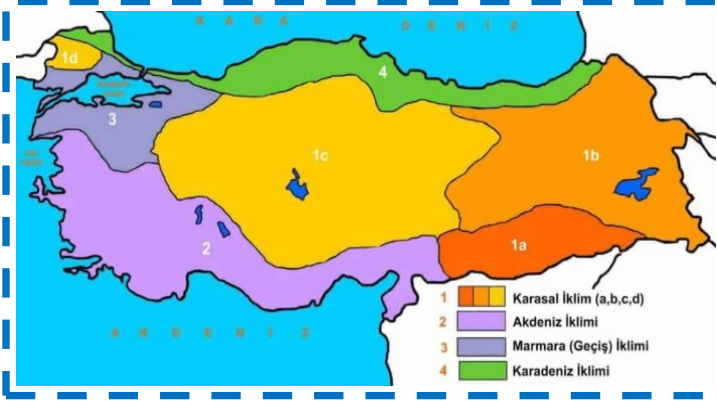 KARA DENİZ
1d
4
3
1c
1b
2
1a
AKDENİZ
1 Karasal İklim (a,b,c,d)
2 Akdeniz İklimi
3 Marmara (Geçiş) İklimi
4 Karadeniz İklimi